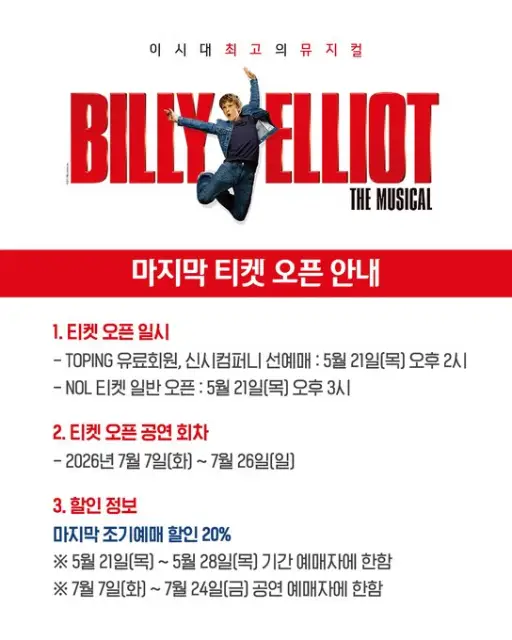 이 시 대 최 고 의 뮤 지 컬
BILLY ELLIOT
THE MUSICAL
마지막 티켓 오픈 안내
1. 티켓 오픈 일시
- TOPING 유료회원, 신시컴퍼니 선예매 : 5월 21일(목) 오후 2시
- NOL 티켓 일반 오픈 : 5월 21일(목) 오후 3시
2. 티켓 오픈 공연 회차
- 2026년 7월 7일(화) ~ 7월 26일(일)
3. 할인 정보
마지막 조기예매 할인 20%
※ 5월 21일(목) ~ 5월 28일(목) 기간 예매자에 한함
※ 7월 7일(화) ~ 7월 24일(금) 공연 예매자에 한함